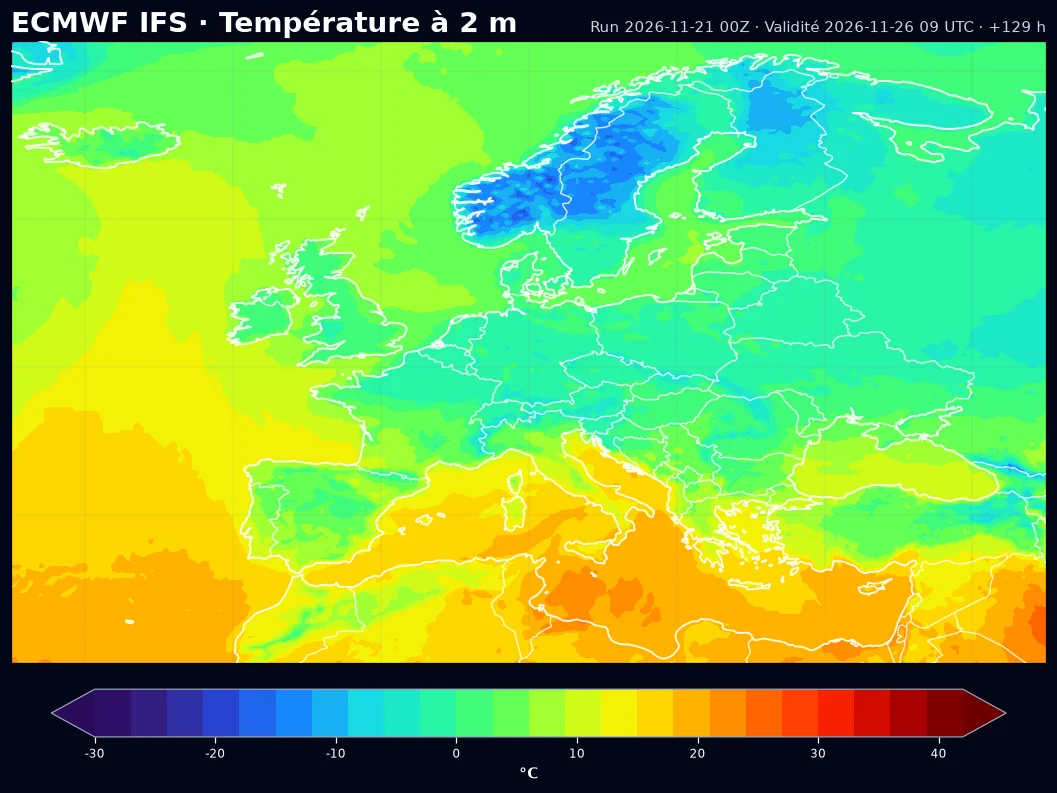 ECMWF IFS · Température à 2 m
Run 2026-11-21 00Z · Validité 2026-11-26 09 UTC · +129 h
-30 -20 -10 0 10 20 30 40
°C